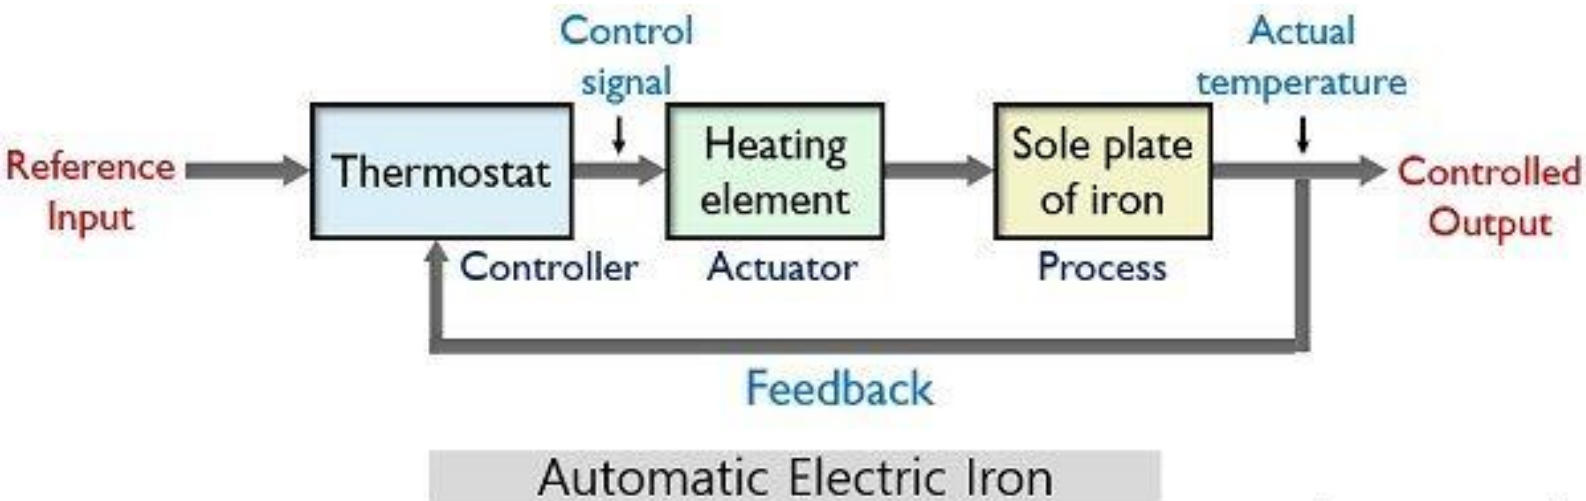 Control
signal
Actual
temperature
Reference
Input
Thermostat
Heating
element
Sole plate
of iron
Controlled
Output
Controller
Actuator
Process
Feedback
Automatic Electric Iron